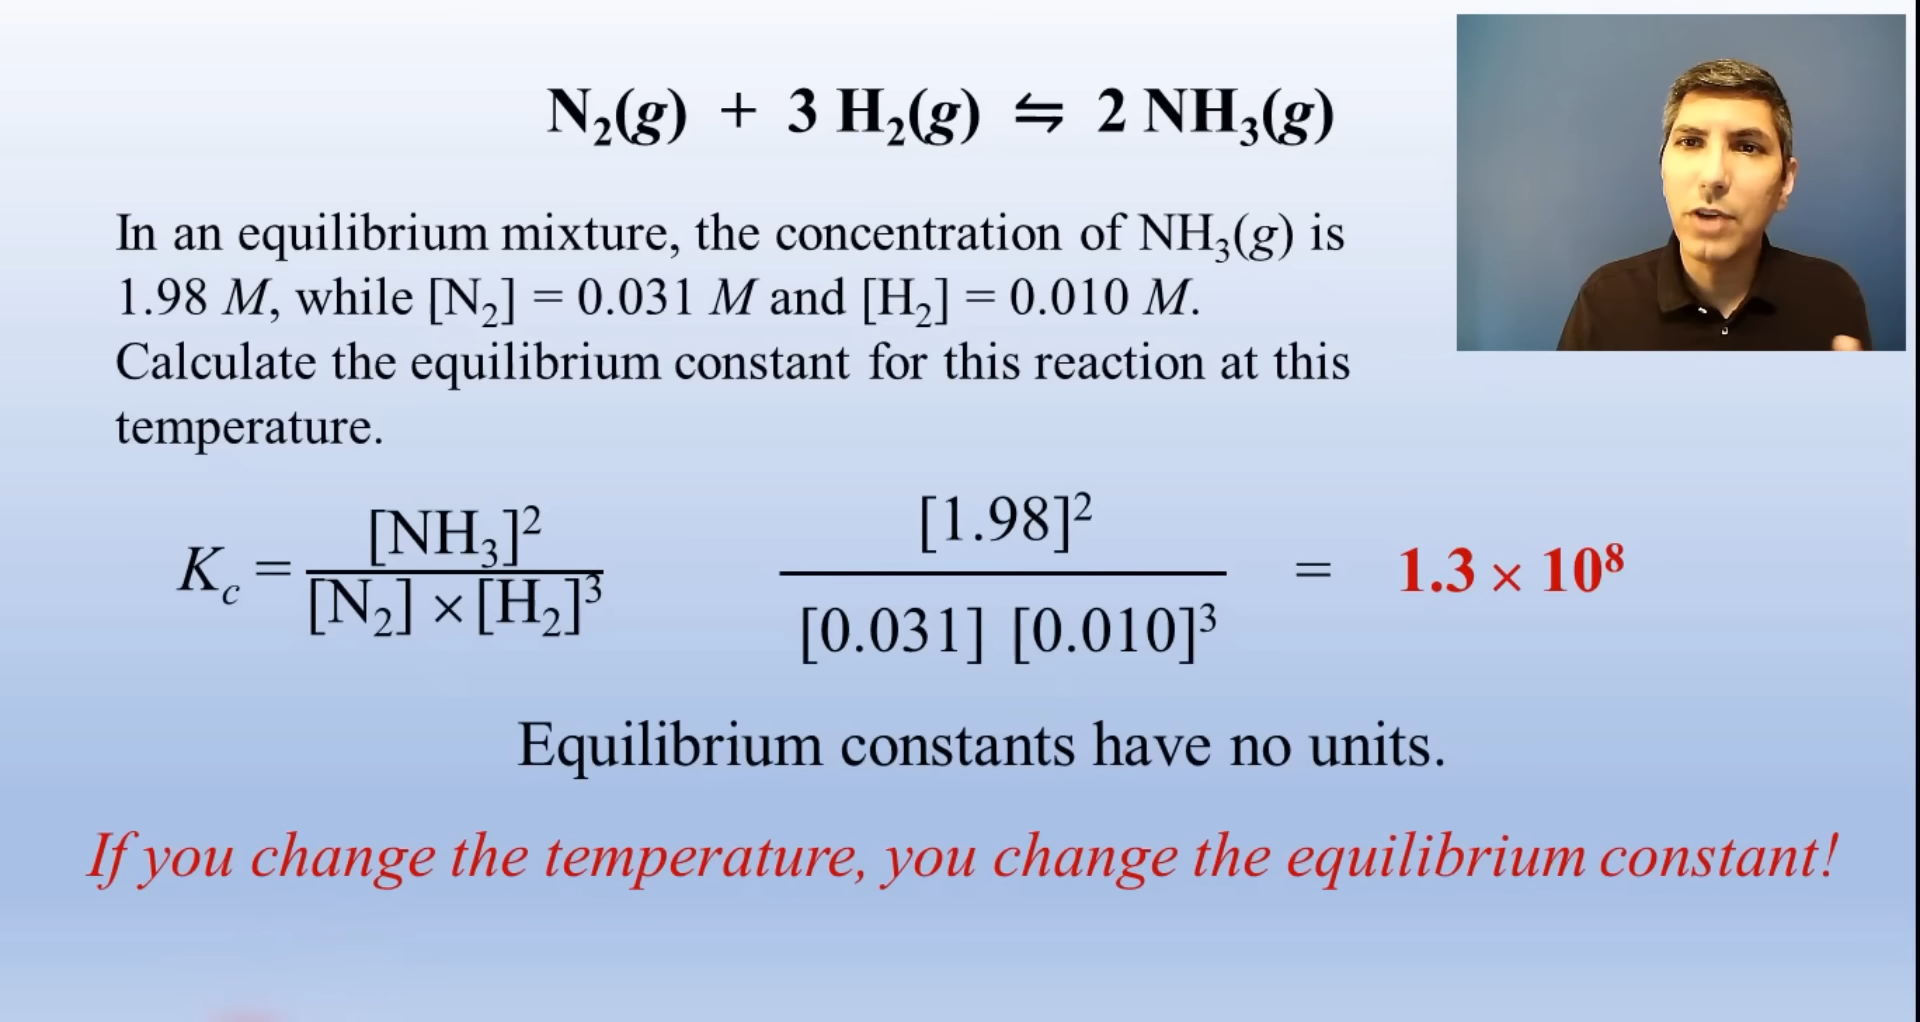 N₂(g) + 3 H₂(g) ⇋ 2 NH₃(g)
In an equilibrium mixture, the concentration of NH₃(g) is
1.98 M, while [N₂] = 0.031 M and [H₂] = 0.010 M.
Calculate the equilibrium constant for this reaction at this
temperature.
K_c = [NH₃]² / [N₂] × [H₂]³    [1.98]² / [0.031] [0.010]³ = 1.3 × 10⁸
Equilibrium constants have no units.
If you change the temperature, you change the equilibrium constant!